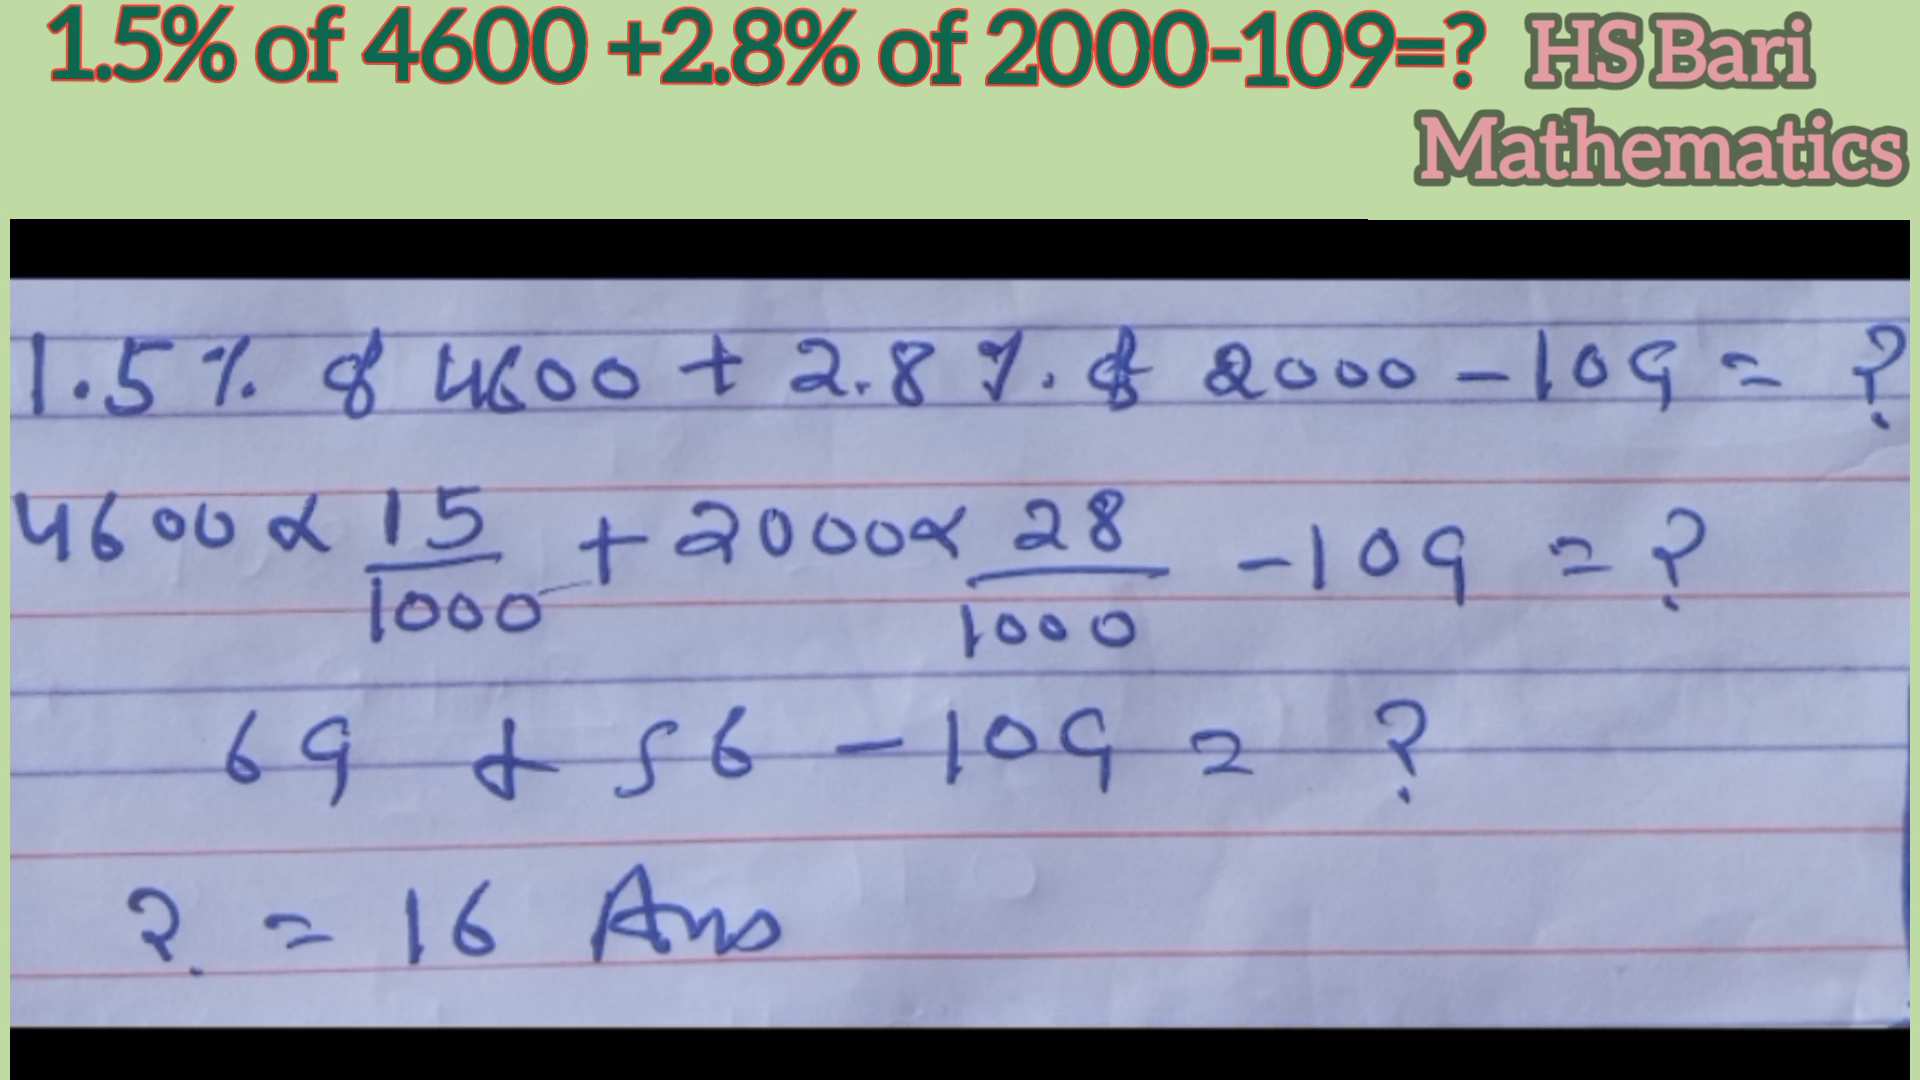 1.5% of 4600 +2.8% of 2000-109=? HS Bari
Mathematics
1.5% of 4600 + 2.8 % of 2000 - 109 = ?
4600 × 15/1000 + 2000 × 28/1000 - 109 = ?
69 + 56 - 109 = ?
? = 16 Ans